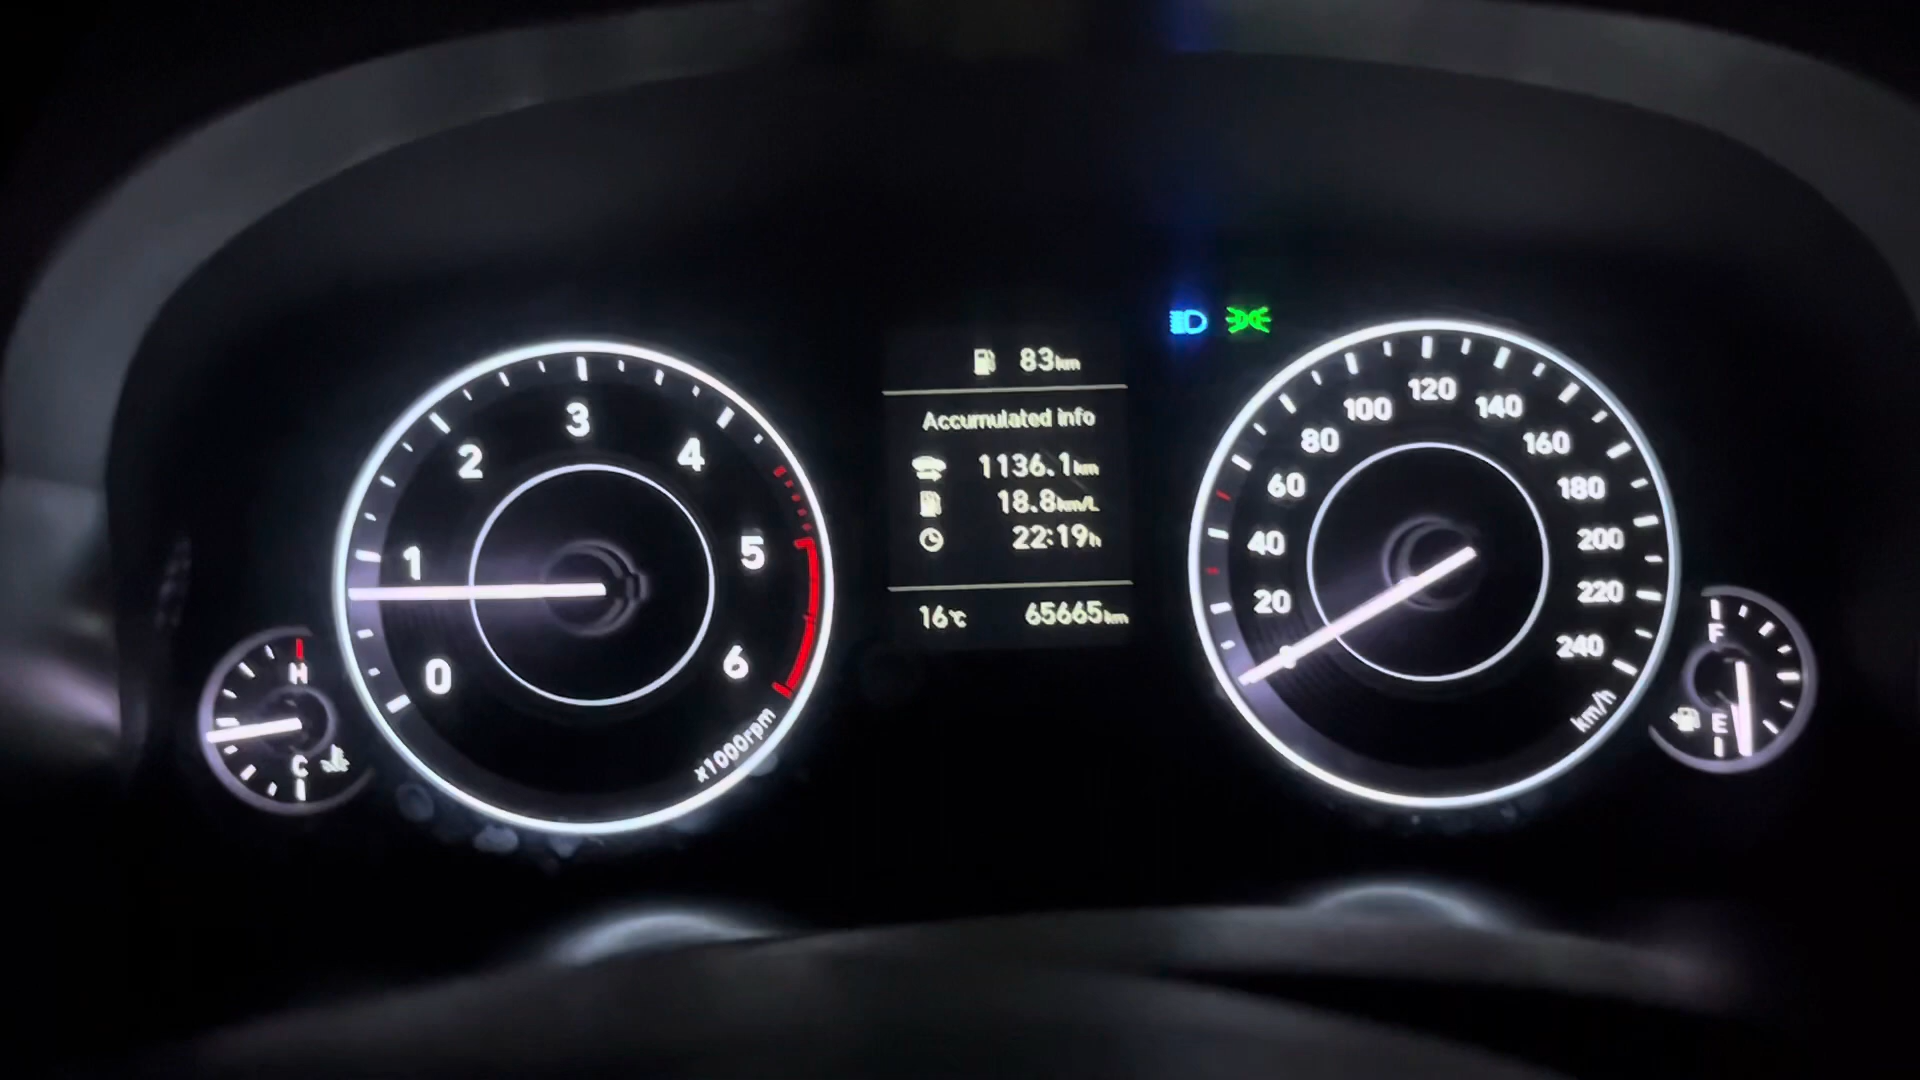 83km
Accumulated info
1136.1km
18.8km/L
22:19h
16°C 65665km
0
1
2
3
4
5
6
x1000rpm
H
C
0
20
40
60
80
100
120
140
160
180
200
220
240
km/h
F
E